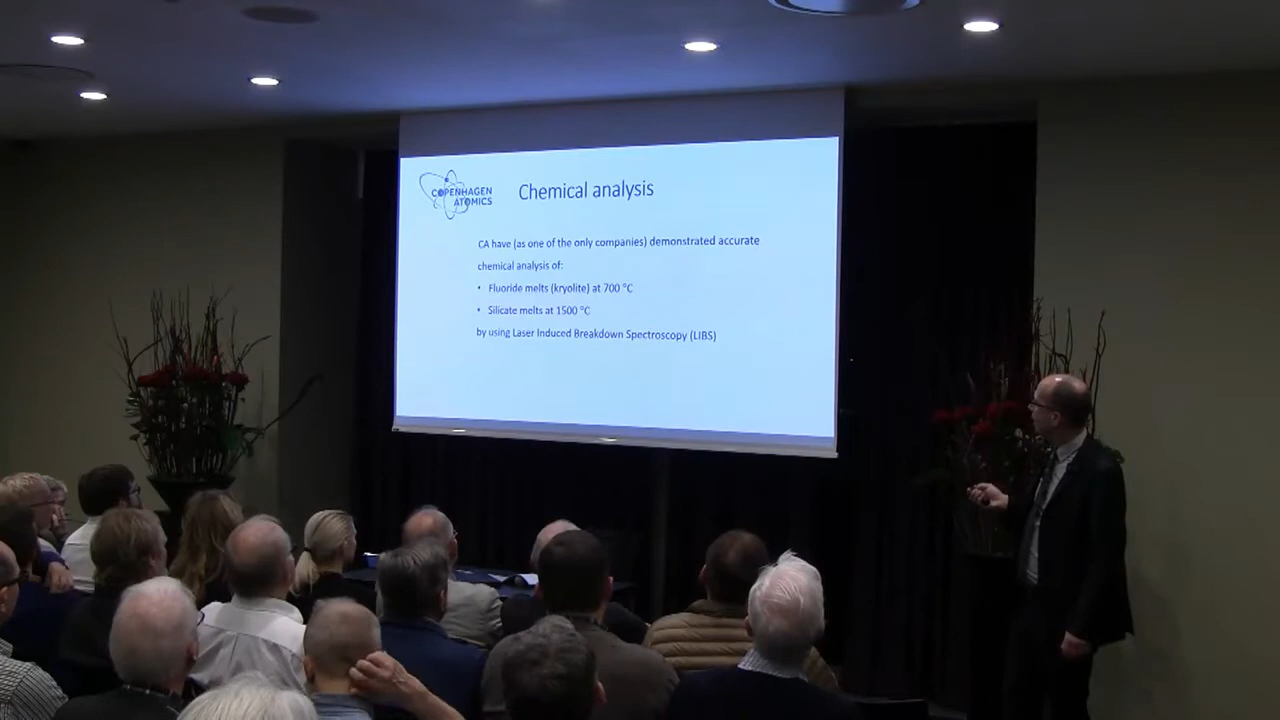 COPENHAGEN
ATOMICS
Chemical analysis
CA have (as one of the only companies) demonstrated accurate
chemical analysis of:
• Fluoride melts (kryolite) at 700 °C
• Silicate melts at 1500 °C
by using Laser Induced Breakdown Spectroscopy (LIBS)